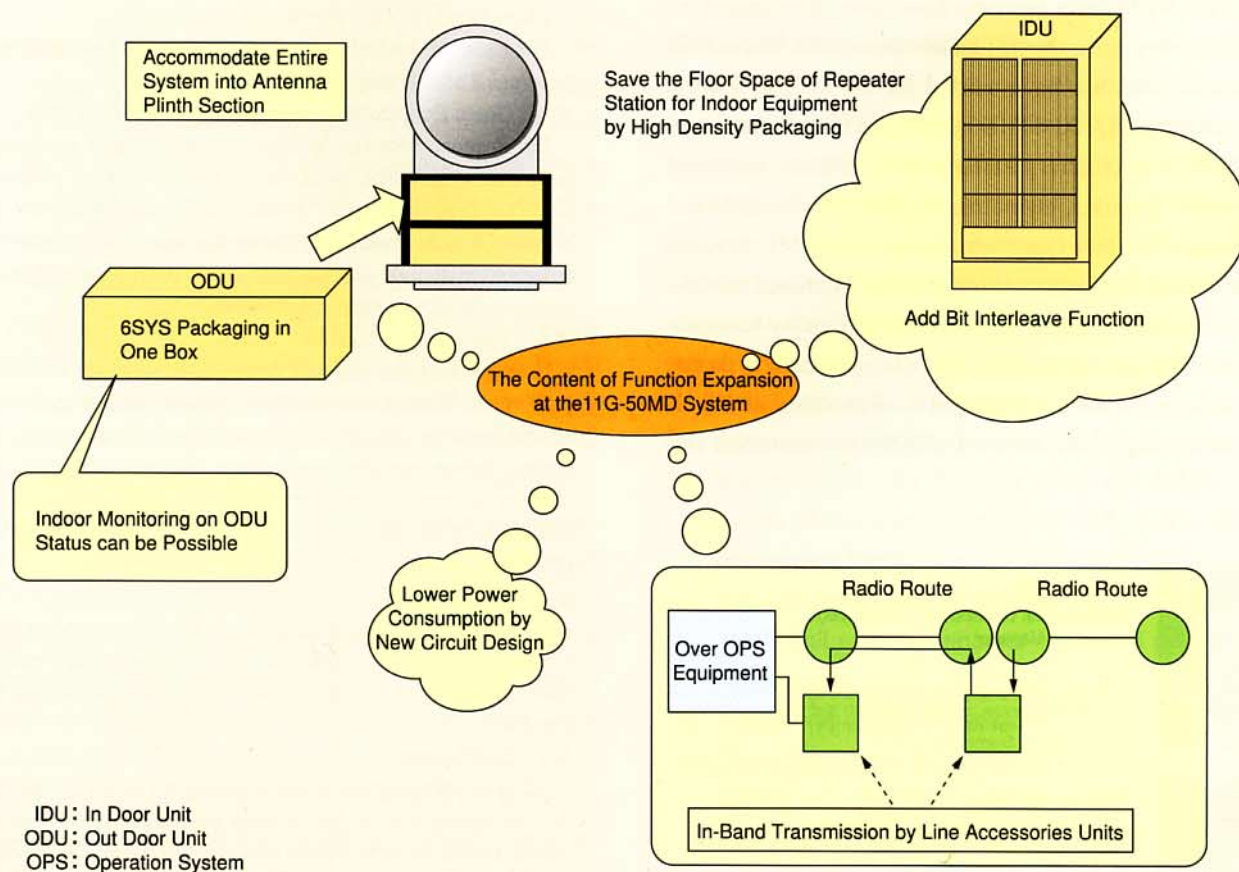 Accommodate Entire
System into Antenna
Plinth Section
Save the Floor Space of Repeater
Station for Indoor Equipment
by High Density Packaging
IDU
Add Bit Interleave Function
ODU
6SYS Packaging in
One Box
Indoor Monitoring on ODU
Status can be Possible
The Content of Function Expansion
at the11G-50MD System
Lower Power
Consumption by
New Circuit Design
Radio Route
Radio Route
Over OPS
Equipment
In-Band Transmission by Line Accessories Units
IDU: In Door Unit
ODU: Out Door Unit
OPS: Operation System